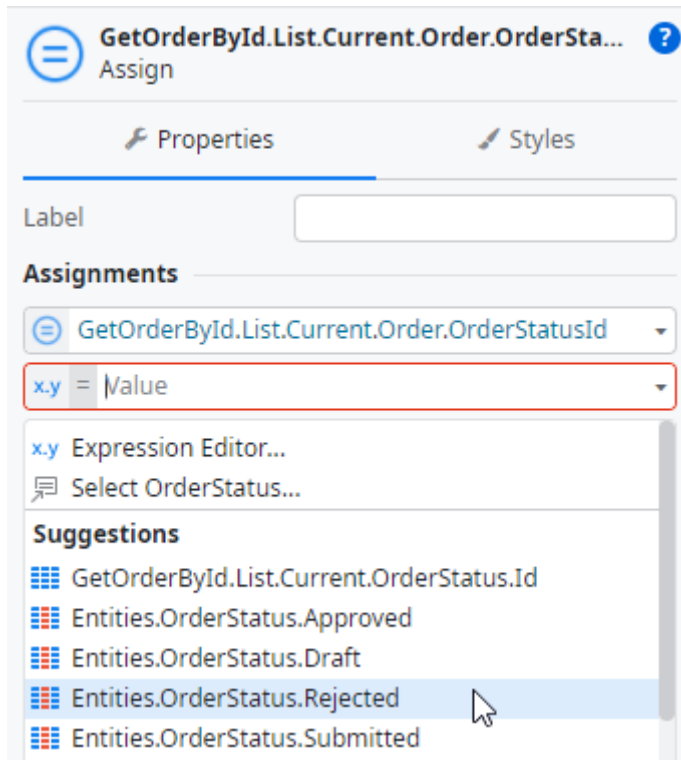 GetOrderById.List.Current.Order.OrderSta...
?
Assign
Properties
Styles
Label
Assignments
GetOrderById.List.Current.Order.OrderStatusId
x.y = Value
x.y Expression Editor...
Select OrderStatus...
Suggestions
GetOrderById.List.Current.OrderStatus.Id
Entities.OrderStatus.Approved
Entities.OrderStatus.Draft
Entities.OrderStatus.Rejected
Entities.OrderStatus.Submitted